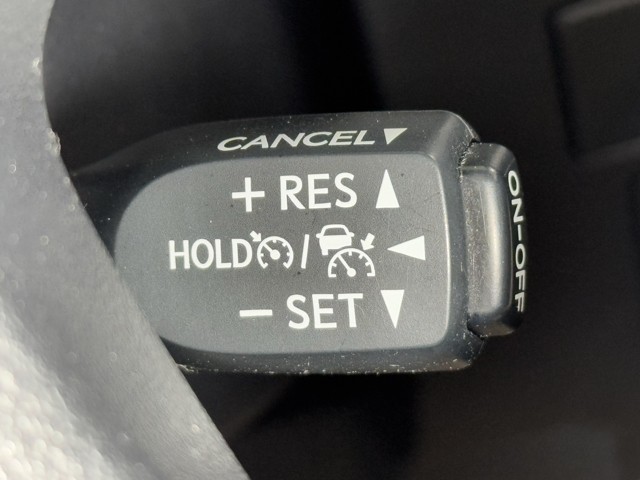 CANCEL
+ RES
HOLD /
− SET
ON-OFF